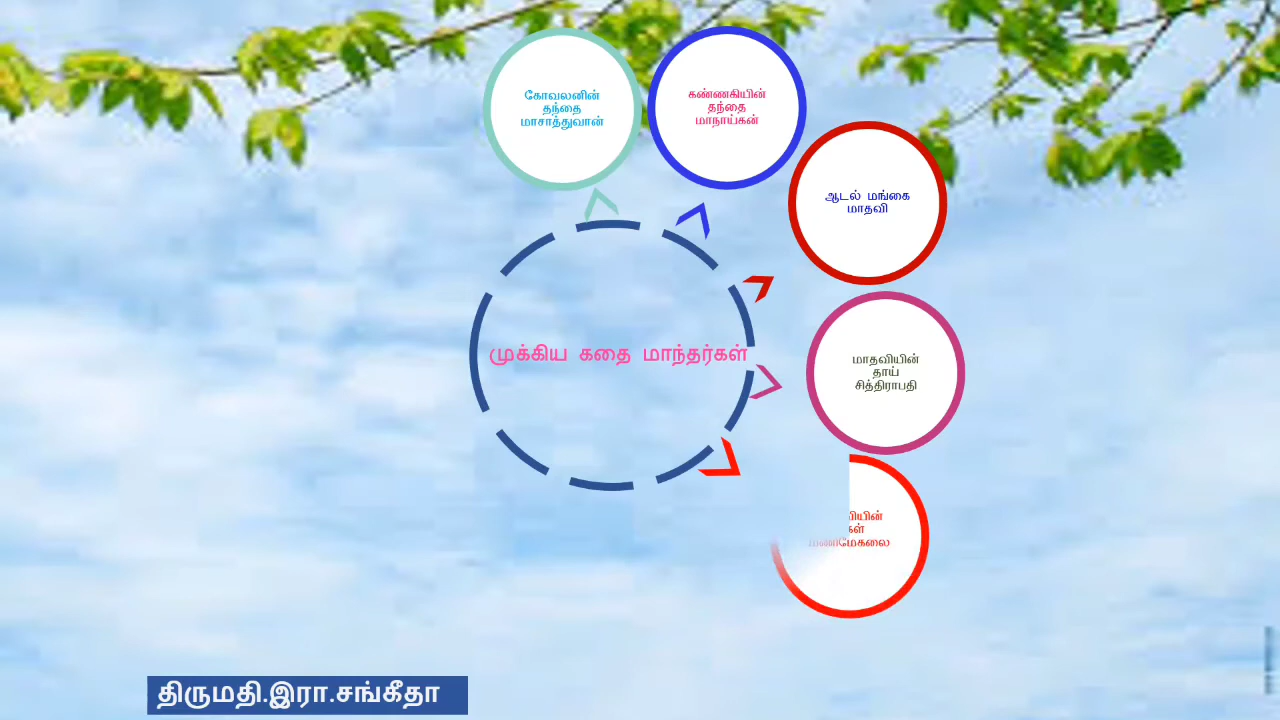 கோவலனின்
தந்தை
மாசாத்துவான்
கண்ணகியின்
தந்தை
மாநாய்கன்
ஆடல் மங்கை
மாதவி
மாதவியின்
தாய்
சித்திராபதி
முக்கிய கதை மாந்தர்கள்
மணிமேகலை
திருமதி.இரா.சங்கீதா